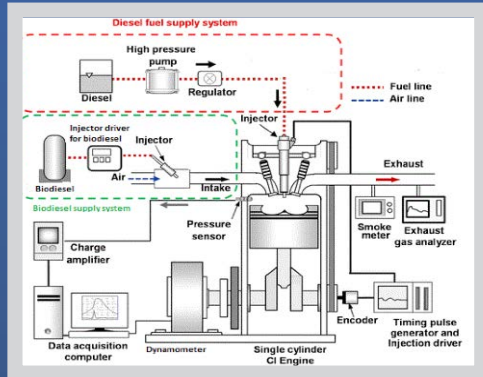 Diesel fuel supply system
High pressure
pump
Diesel
Regulator
Fuel line
Air line
Injector
Injector driver
for biodiesel
Injector
Air
Intake
Biodiesel
Biodiesel supply system
Exhaust
Pressure
sensor
Smoke
meter
Exhaust
gas analyzer
Charge
amplifier
Encoder
Timing pulse
generator and
Injection driver
Data acquisition
computer
Dynamometer
Single cylinder
CI Engine